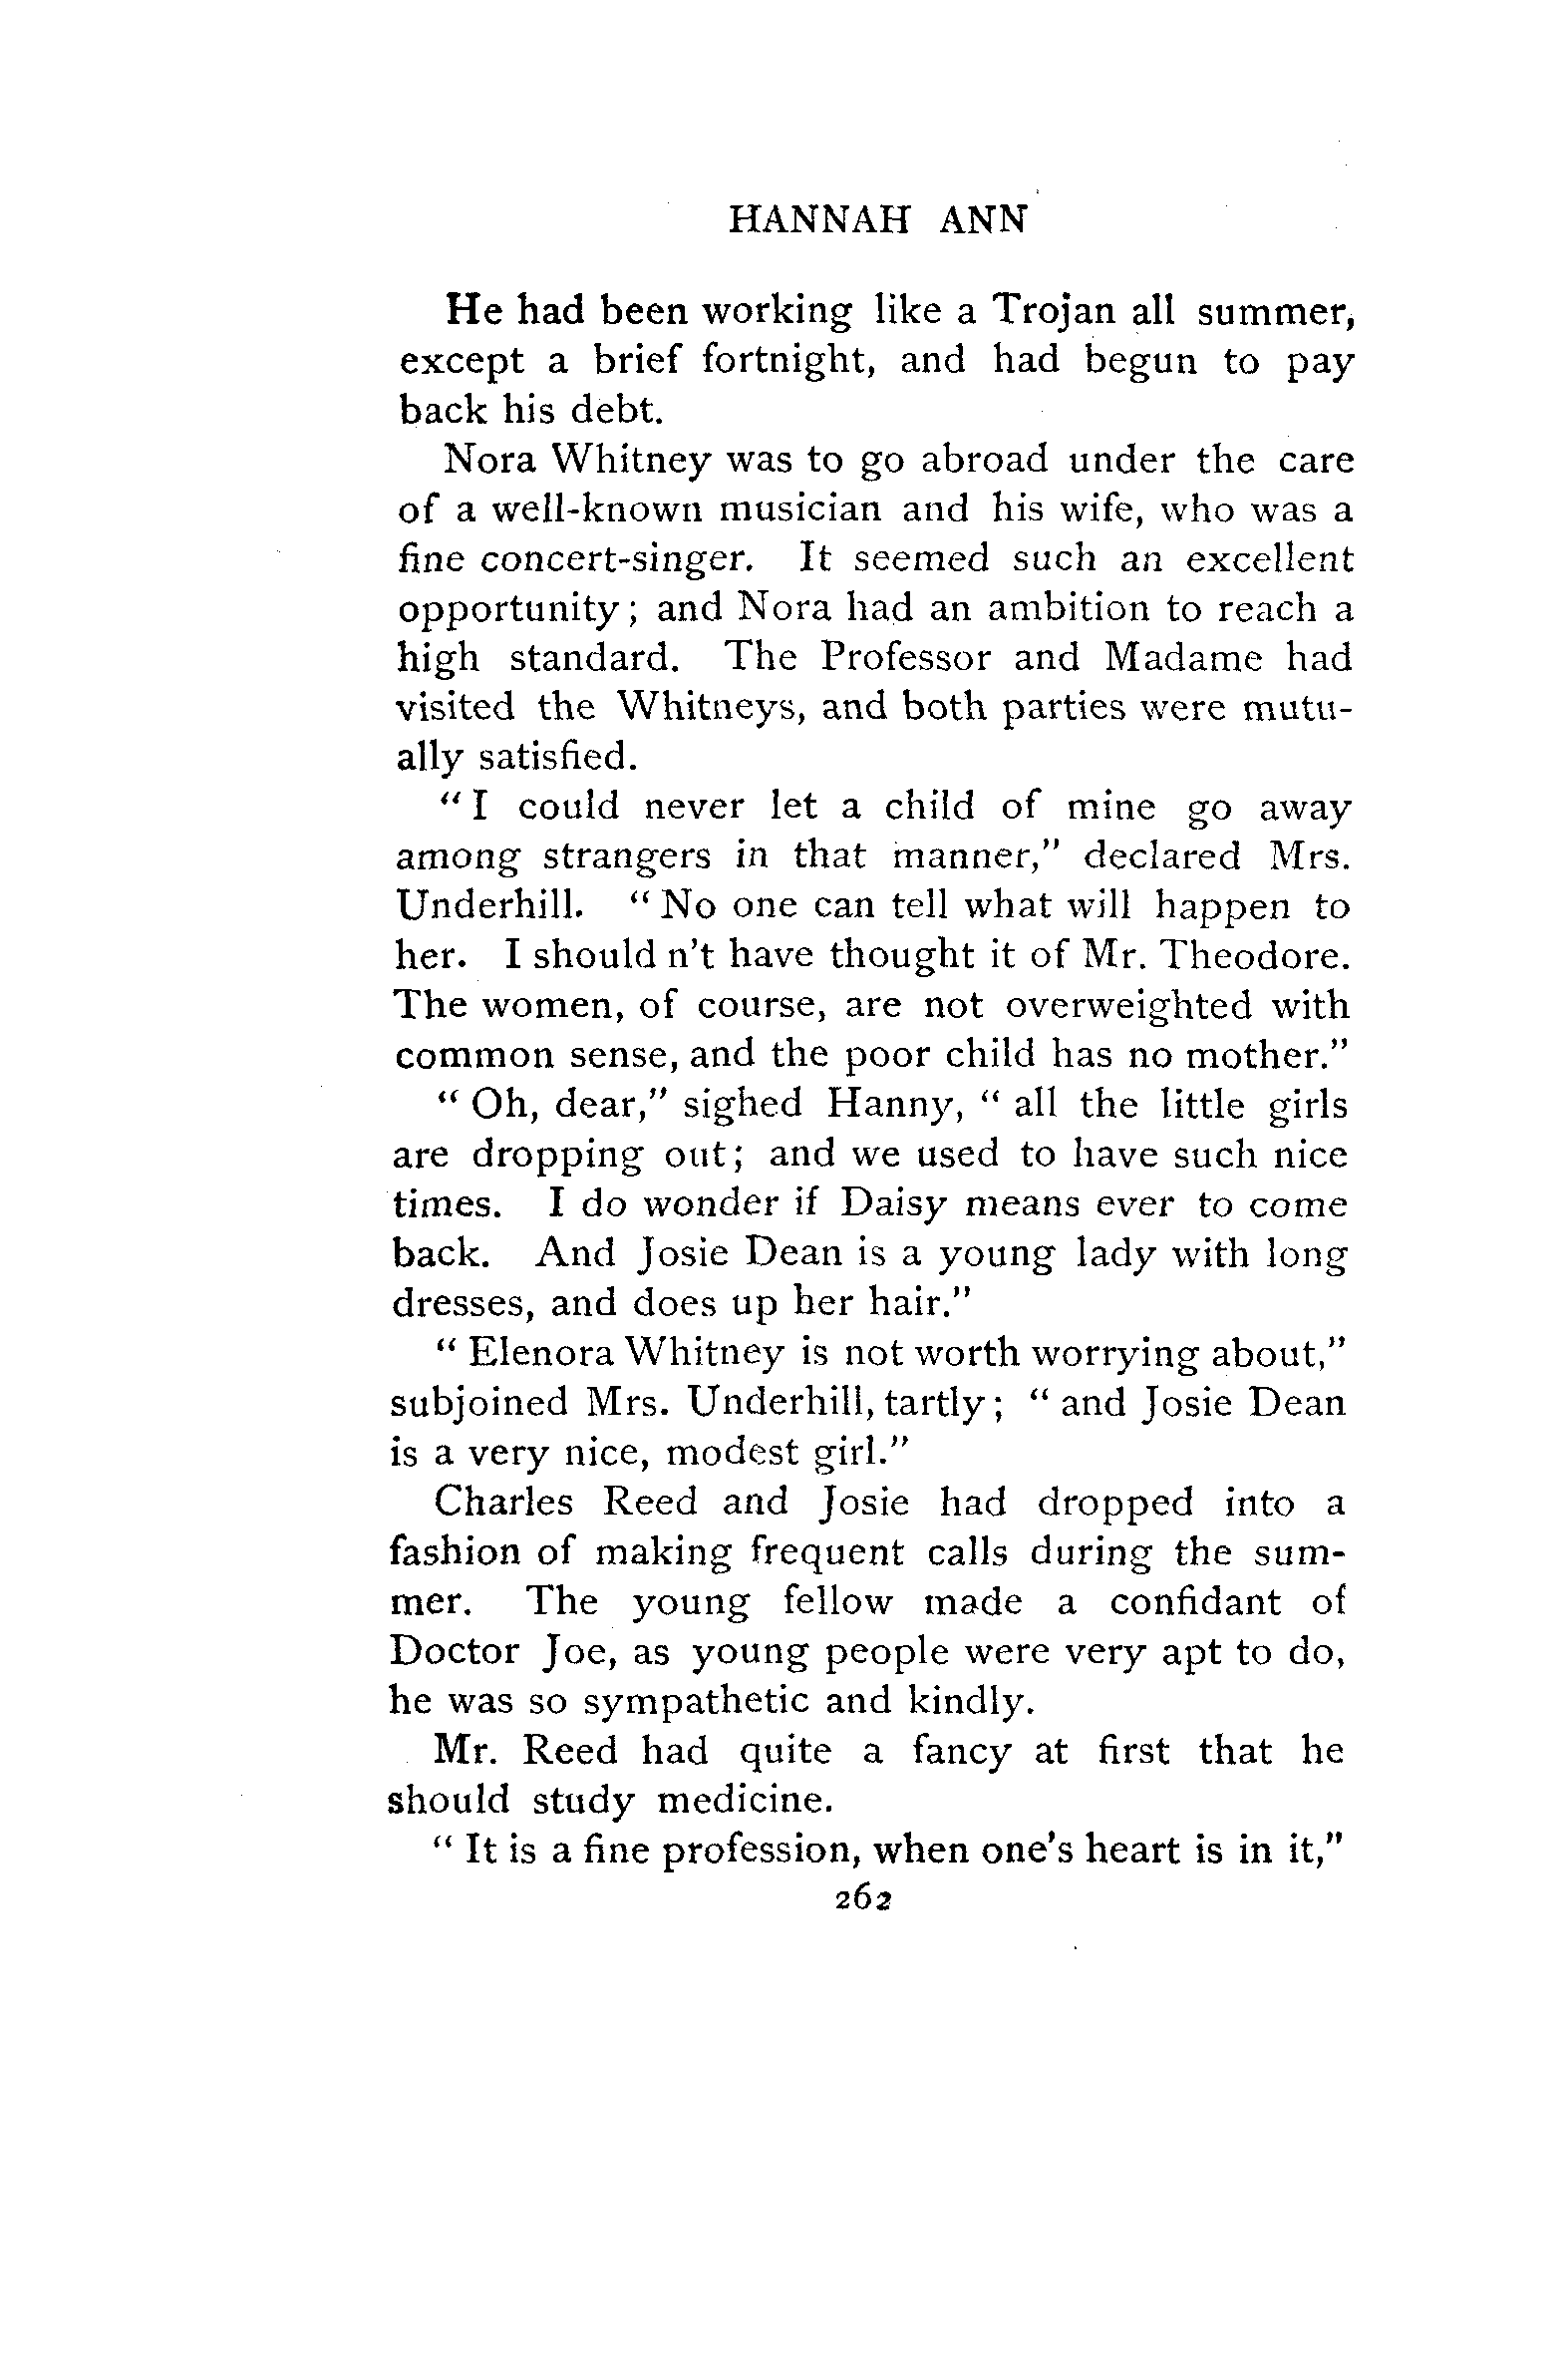 HANNAH ANN
He had been working like a Trojan all summer,
except a brief fortnight, and had begun to pay
back his debt.
Nora Whitney was to go abroad under the care
of a well-known musician and his wife, who was a
fine concert-singer. It seemed such an excellent
opportunity; and Nora had an ambition to reach a
high standard. The Professor and Madame had
visited the Whitneys, and both parties were mutu-
ally satisfied.
"I could never let a child of mine go away
among strangers in that manner," declared Mrs.
Underhill. "No one can tell what will happen to
her. I should n't have thought it of Mr. Theodore.
The women, of course, are not overweighted with
common sense, and the poor child has no mother."
"Oh, dear," sighed Hanny, "all the little girls
are dropping out; and we used to have such nice
times. I do wonder if Daisy means ever to come
back. And Josie Dean is a young lady with long
dresses, and does up her hair."
"Elenora Whitney is not worth worrying about,"
subjoined Mrs. Underhill, tartly; "and Josie Dean
is a very nice, modest girl."
Charles Reed and Josie had dropped into a
fashion of making frequent calls during the sum-
mer. The young fellow made a confidant of
Doctor Joe, as young people were very apt to do,
he was so sympathetic and kindly.
Mr. Reed had quite a fancy at first that he
should study medicine.
"It is a fine profession, when one's heart is in it,"
262